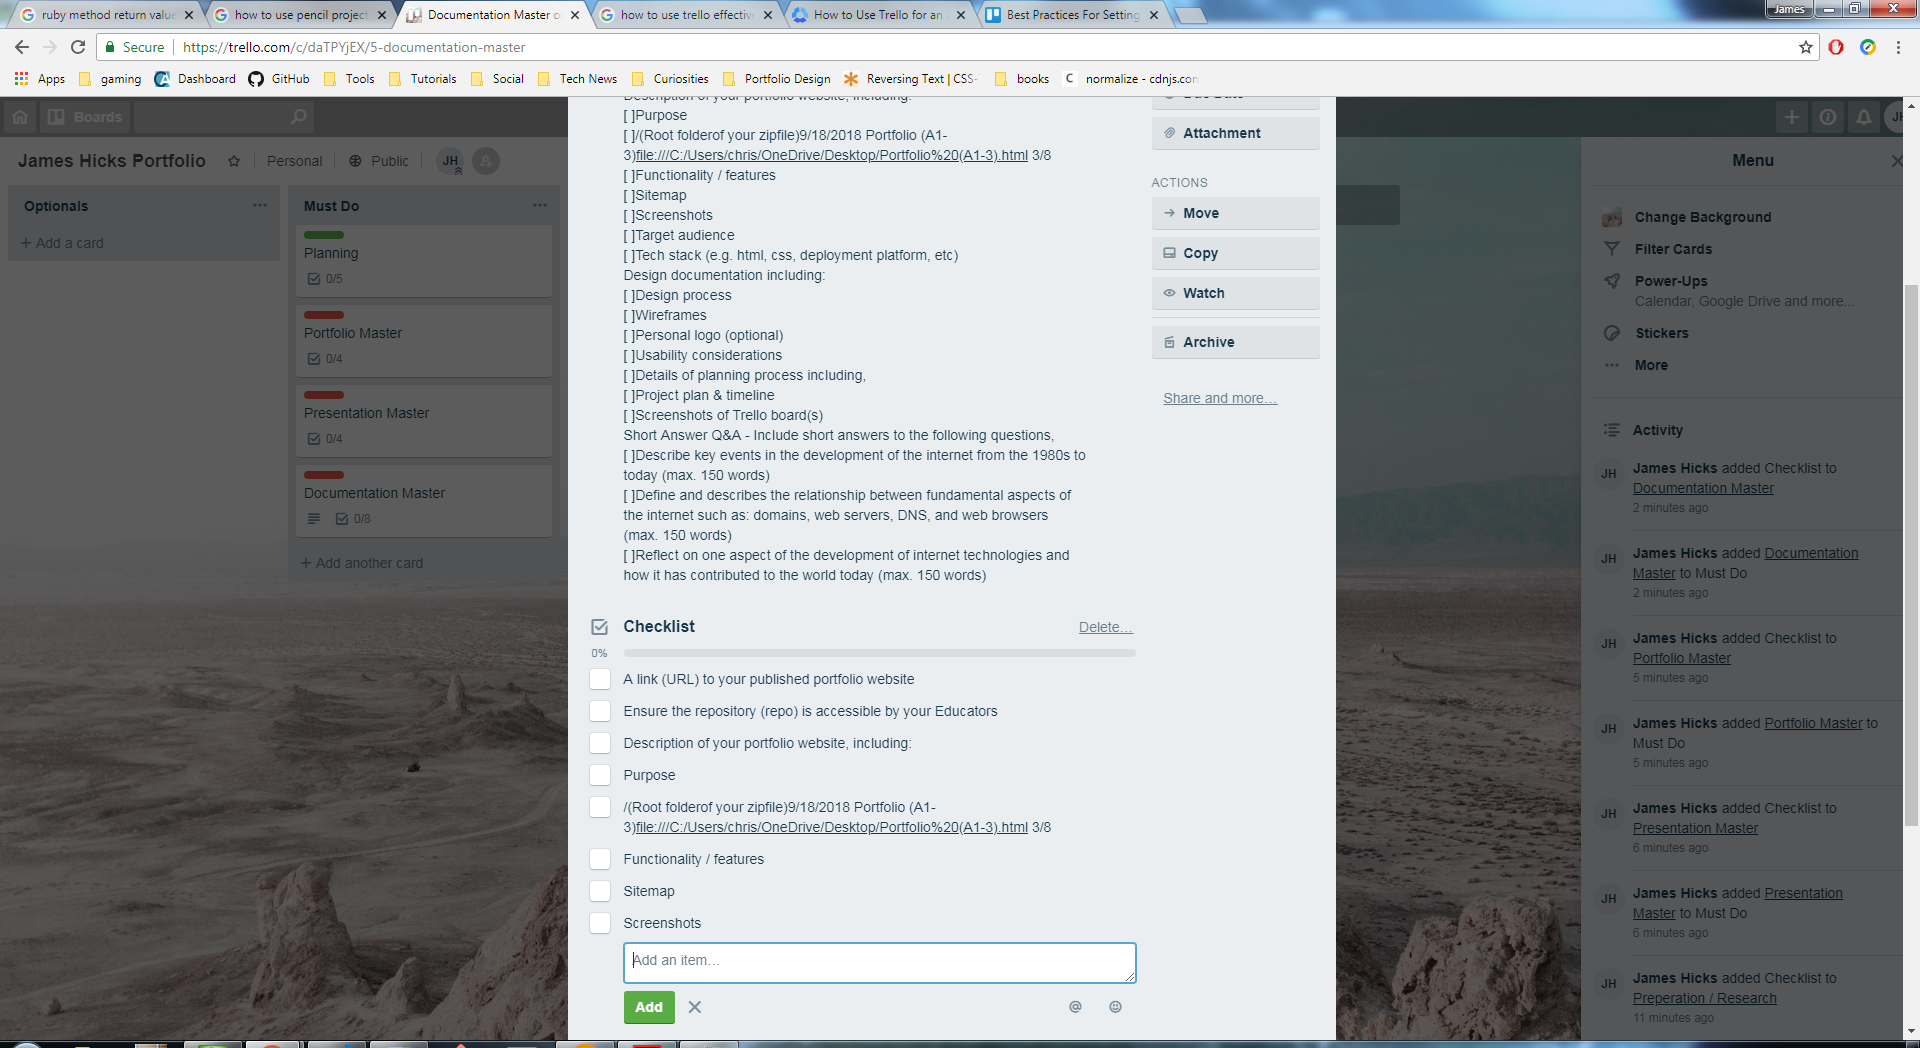 ruby method return value
how to use pencil project
Documentation Master o
how to use trello effectiv
How to Use Trello for an
Best Practices For Setting
James
Secure
https://trello.com/c/daTPYjEX/5-documentation-master
Apps
gaming
Dashboard
GitHub
Tools
Tutorials
Social
Tech News
Curiosities
Portfolio Design
Reversing Text | CSS-
books
normalize - cdnjs.com
Boards
James Hicks Portfolio
Personal
Public
JH
Optionals
+ Add a card
Must Do
Planning
0/5
Portfolio Master
0/4
Presentation Master
0/4
Documentation Master
0/8
+ Add another card
Description of your portfolio website, including:
[ ]Purpose
[ ]/(Root folderof your zipfile)9/18/2018 Portfolio (A1-
3)file:///C:/Users/chris/OneDrive/Desktop/Portfolio%20(A1-3).html 3/8
[ ]Functionality / features
[ ]Sitemap
[ ]Screenshots
[ ]Target audience
[ ]Tech stack (e.g. html, css, deployment platform, etc)
Design documentation including:
[ ]Design process
[ ]Wireframes
[ ]Personal logo (optional)
[ ]Usability considerations
[ ]Details of planning process including,
[ ]Project plan & timeline
[ ]Screenshots of Trello board(s)
Short Answer Q&A - Include short answers to the following questions,
[ ]Describe key events in the development of the internet from the 1980s to
today (max. 150 words)
[ ]Define and describes the relationship between fundamental aspects of
the internet such as: domains, web servers, DNS, and web browsers
(max. 150 words)
[ ]Reflect on one aspect of the development of internet technologies and
how it has contributed to the world today (max. 150 words)
Checklist
Delete…
0%
A link (URL) to your published portfolio website
Ensure the repository (repo) is accessible by your Educators
Description of your portfolio website, including:
Purpose
/(Root folderof your zipfile)9/18/2018 Portfolio (A1-
3)file:///C:/Users/chris/OneDrive/Desktop/Portfolio%20(A1-3).html 3/8
Functionality / features
Sitemap
Screenshots
Add an item…
Add
Due Date
Attachment
ACTIONS
Move
Copy
Watch
Archive
Share and more…
JH
Menu
Change Background
Filter Cards
Power-Ups
Calendar, Google Drive and more...
Stickers
More
Activity
JH
James Hicks added Checklist to
Documentation Master
2 minutes ago
JH
James Hicks added Documentation
Master to Must Do
2 minutes ago
JH
James Hicks added Checklist to
Portfolio Master
5 minutes ago
JH
James Hicks added Portfolio Master to
Must Do
5 minutes ago
JH
James Hicks added Checklist to
Presentation Master
6 minutes ago
JH
James Hicks added Presentation
Master to Must Do
6 minutes ago
JH
James Hicks added Checklist to
Preperation / Research
11 minutes ago